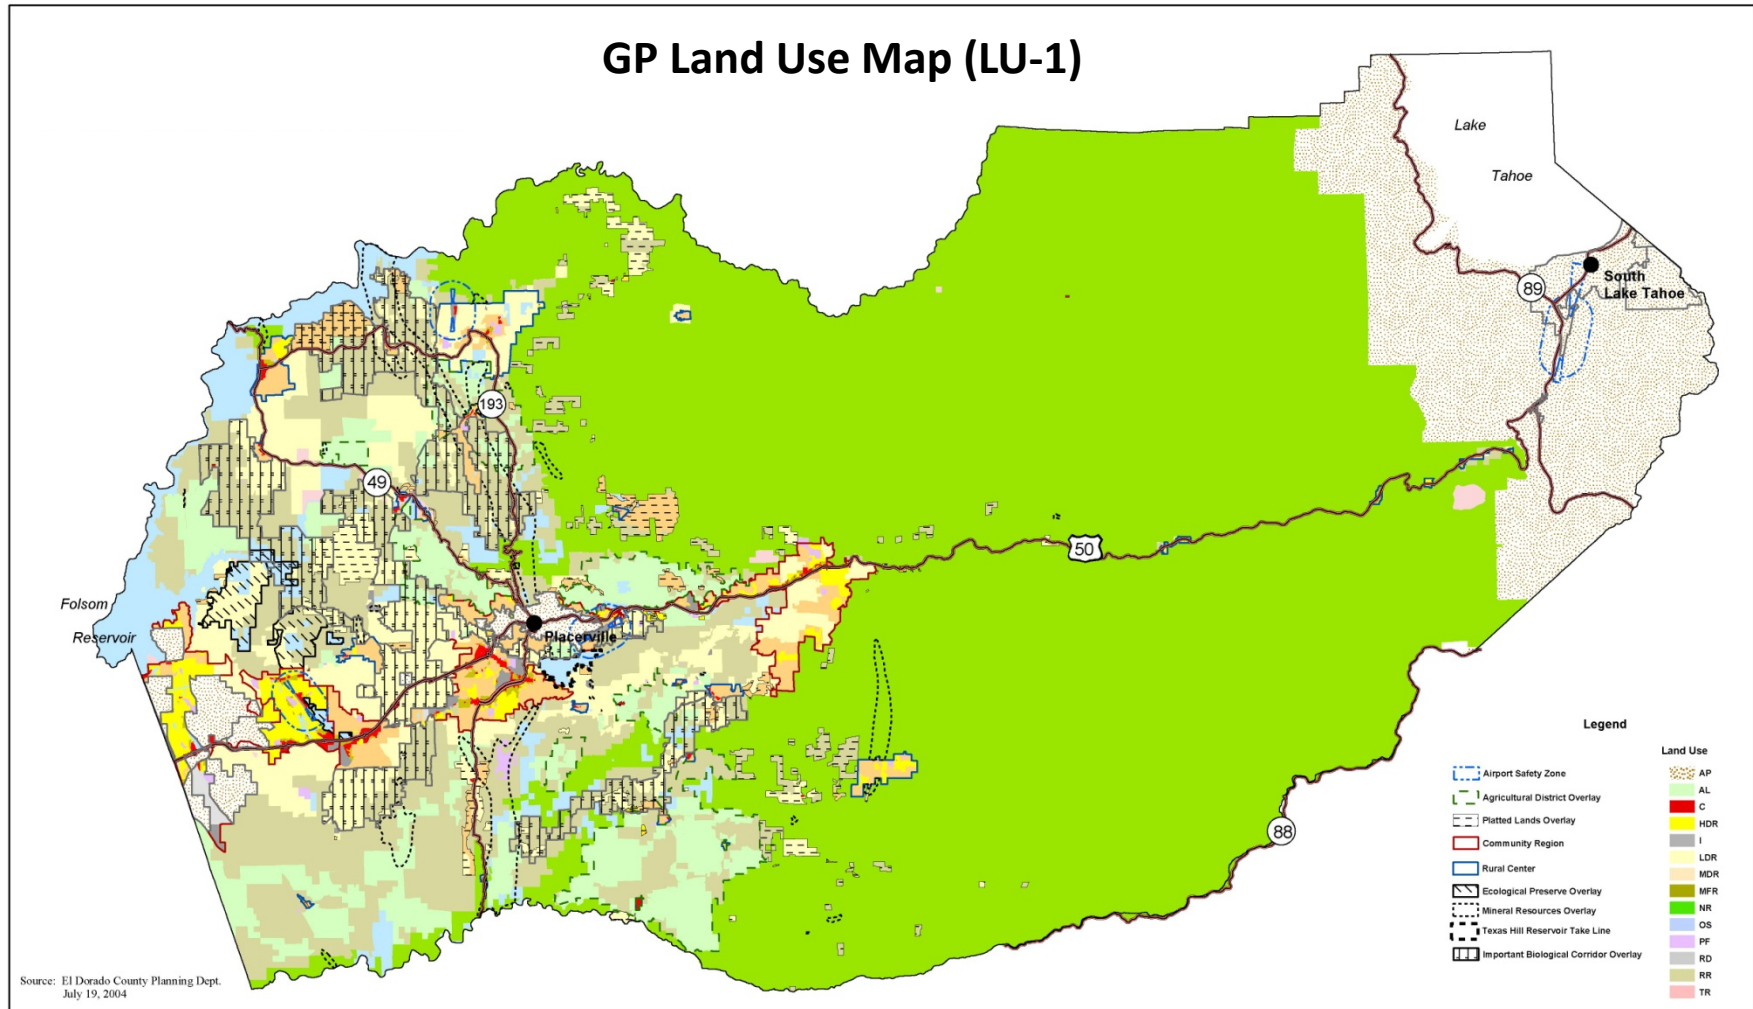 GP Land Use Map (LU-1)
Lake
Tahoe
South
Lake Tahoe
89
193
49
50
Folsom
Reservoir
Placerville
88
Legend
Airport Safety Zone
Agricultural District Overlay
Platted Lands Overlay
Community Region
Rural Center
Ecological Preserve Overlay
Mineral Resources Overlay
Texas Hill Reservoir Take Line
Important Biological Corridor Overlay
Land Use
AP
AL
C
HDR
I
LDR
MDR
MFR
NR
OS
PF
RD
RR
TR
Source: El Dorado County Planning Dept.
July 19, 2004